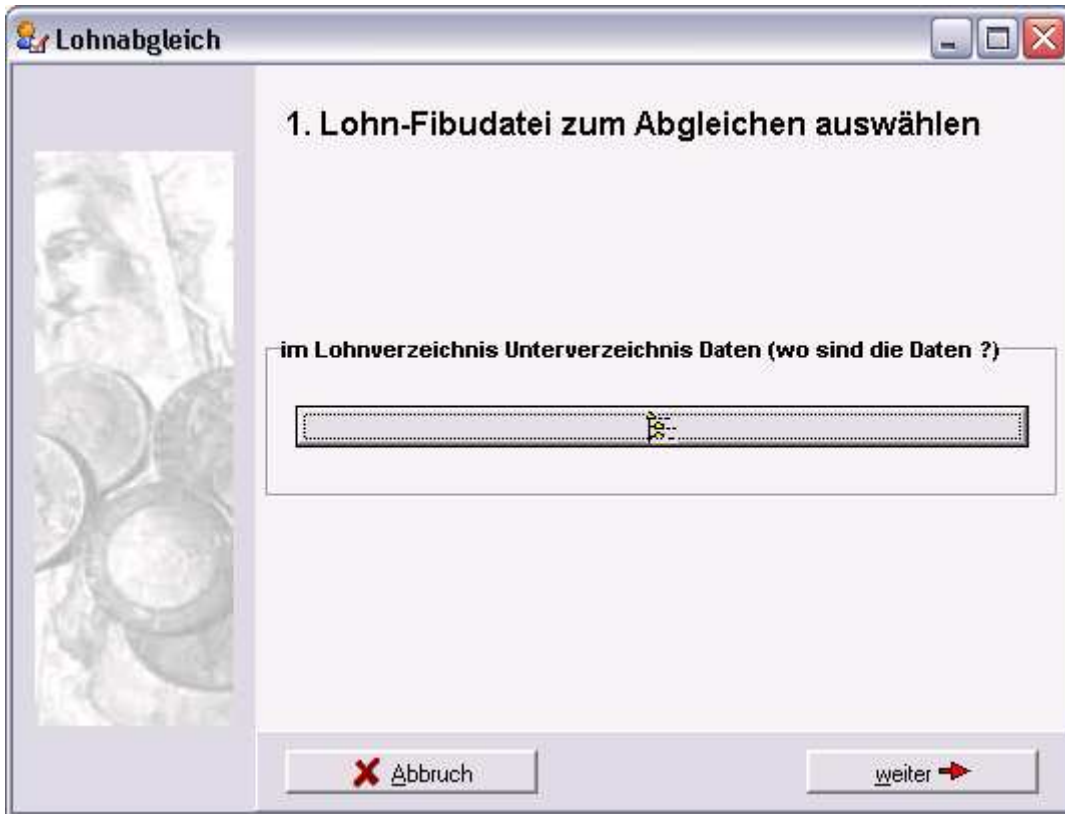 Lohnabgleich
1. Lohn-Fibudatei zum Abgleichen auswählen
im Lohnverzeichnis Unterverzeichnis Daten (wo sind die Daten ?)
Abbruch
weiter